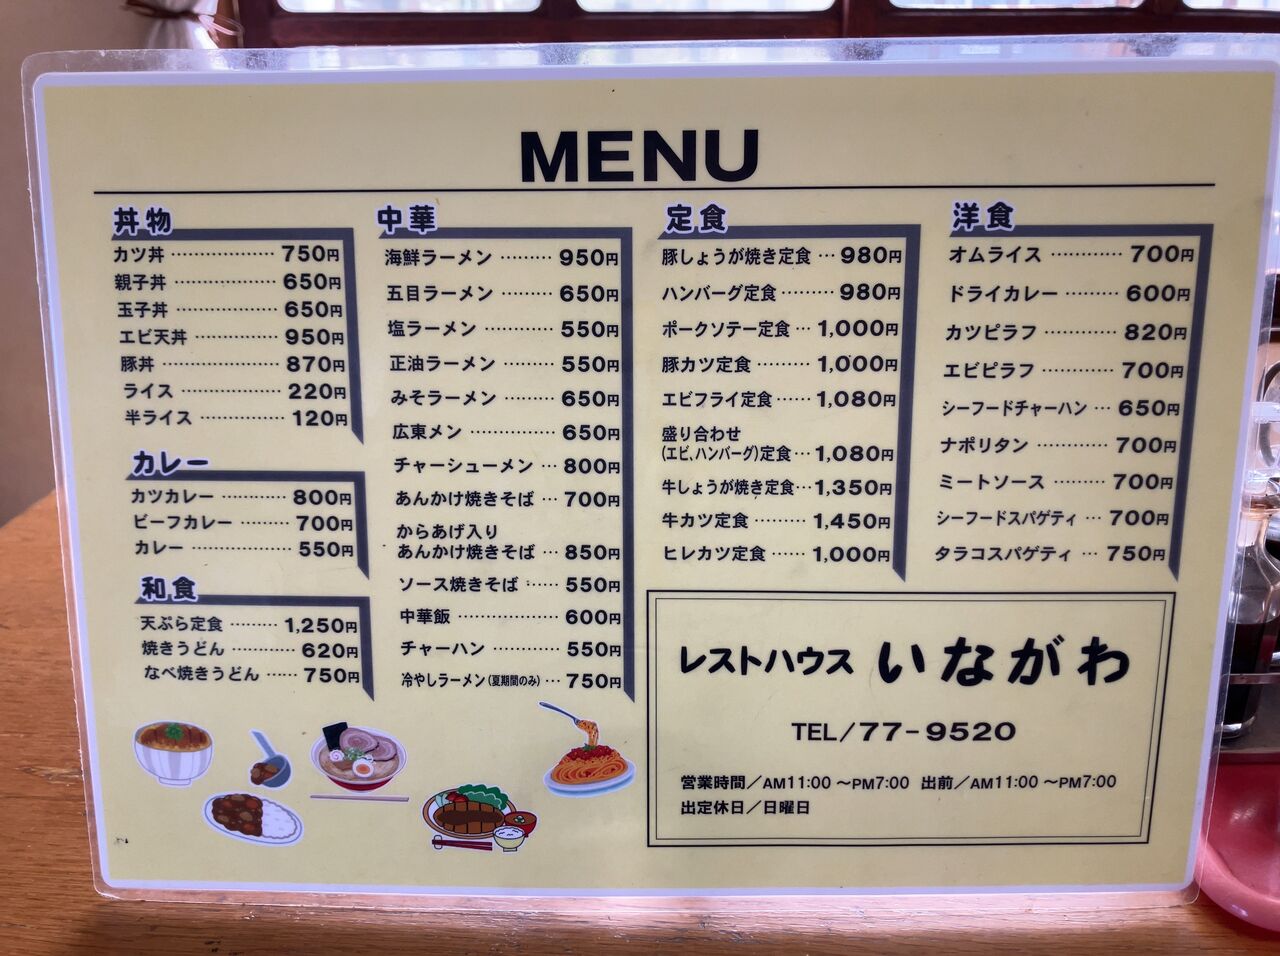 MENU
丼物
カツ丼 ………………… 750円
親子丼 ………………… 650円
玉子丼 ………………… 650円
エビ天丼 …………… 950円
豚丼 …………………… 870円
ライス ………………… 220円
半ライス ……………… 120円
カレー
カツカレー ………… 800円
ビーフカレー ……… 700円
カレー ……………… 550円
和食
天ぷら定食 ……… 1,250円
焼きうどん ………… 620円
なべ焼きうどん …… 750円
中華
海鮮ラーメン ……… 950円
五目ラーメン ……… 650円
塩ラーメン ………… 550円
正油ラーメン ……… 550円
みそラーメン ……… 650円
広東メン …………… 650円
チャーシューメン … 800円
あんかけ焼きそば … 700円
からあげ入り
あんかけ焼きそば … 850円
ソース焼きそば …… 550円
中華飯 ……………… 600円
チャーハン ………… 550円
冷やしラーメン(夏期間のみ) … 750円
定食
豚しょうが焼き定食 … 980円
ハンバーグ定食 ……… 980円
ポークソテー定食 … 1,000円
豚カツ定食 ……… 1,000円
エビフライ定食 …… 1,080円
盛り合わせ
(エビ、ハンバーグ)定食 … 1,080円
牛しょうが焼き定食 … 1,350円
牛カツ定食 ……… 1,450円
ヒレカツ定食 …… 1,000円
洋食
オムライス ………… 700円
ドライカレー ……… 600円
カツピラフ ………… 820円
エビピラフ ………… 700円
シーフードチャーハン … 650円
ナポリタン ………… 700円
ミートソース ……… 700円
シーフードスパゲティ … 700円
タラコスパゲティ … 750円
レストハウス いながわ
TEL/77-9520
営業時間/AM11:00 ～PM7:00 出前/AM11:00 ～PM7:00
出定休日/日曜日